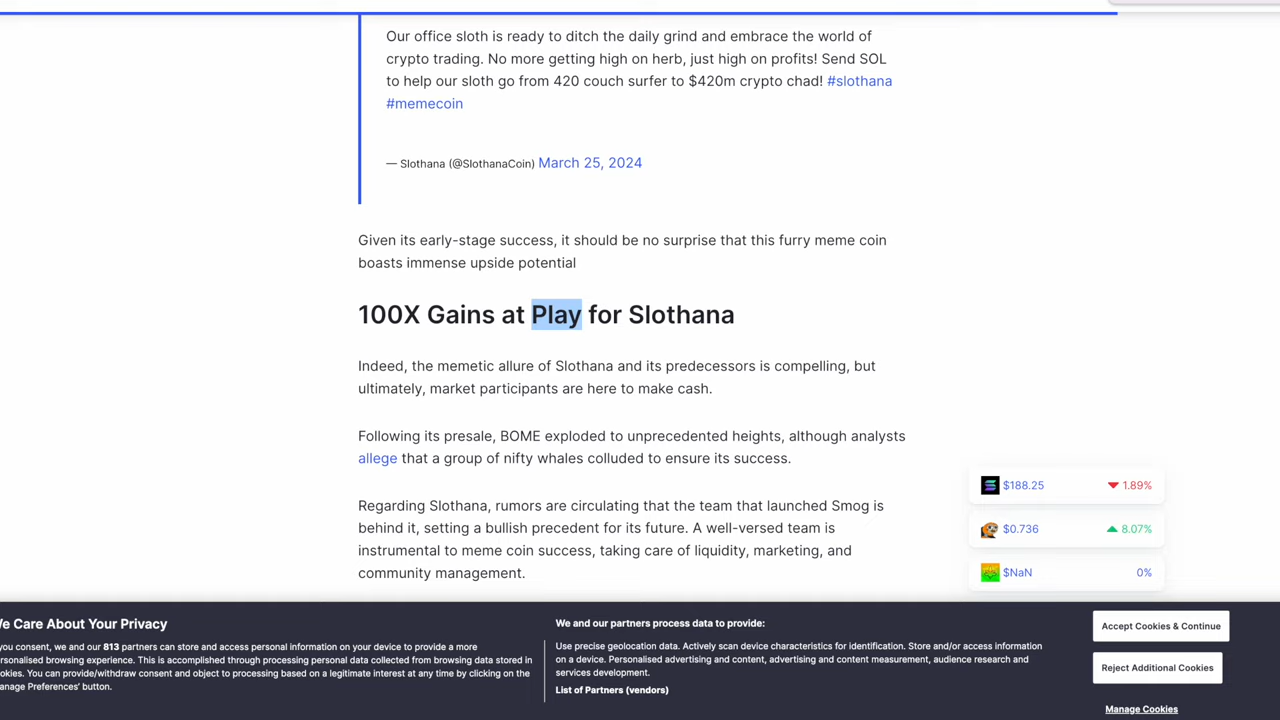 Our office sloth is ready to ditch the daily grind and embrace the world of
crypto trading. No more getting high on herb, just high on profits! Send SOL
to help our sloth go from 420 couch surfer to $420m crypto chad! #slothana
#memecoin
— Slothana (@SlothanaCoin) March 25, 2024
Given its early-stage success, it should be no surprise that this furry meme coin
boasts immense upside potential
100X Gains at Play for Slothana
Indeed, the memetic allure of Slothana and its predecessors is compelling, but
ultimately, market participants are here to make cash.
Following its presale, BOME exploded to unprecedented heights, although analysts
allege that a group of nifty whales colluded to ensure its success.
Regarding Slothana, rumors are circulating that the team that launched Smog is
behind it, setting a bullish precedent for its future. A well-versed team is
instrumental to meme coin success, taking care of liquidity, marketing, and
community management.
$188.25 1.89%
$0.736 8.07%
$NaN 0%
We Care About Your Privacy
you consent, we and our 813 partners can store and access personal information on your device to provide a more
rsonalised browsing experience. This is accomplished through processing personal data collected from browsing data stored in
okies. You can provide/withdraw consent and object to processing based on a legitimate interest at any time by clicking on the
anage Preferences' button.
We and our partners process data to provide:
Use precise geolocation data. Actively scan device characteristics for identification. Store and/or access information
on a device. Personalised advertising and content, advertising and content measurement, audience research and
services development.
List of Partners (vendors)
Accept Cookies & Continue
Reject Additional Cookies
Manage Cookies